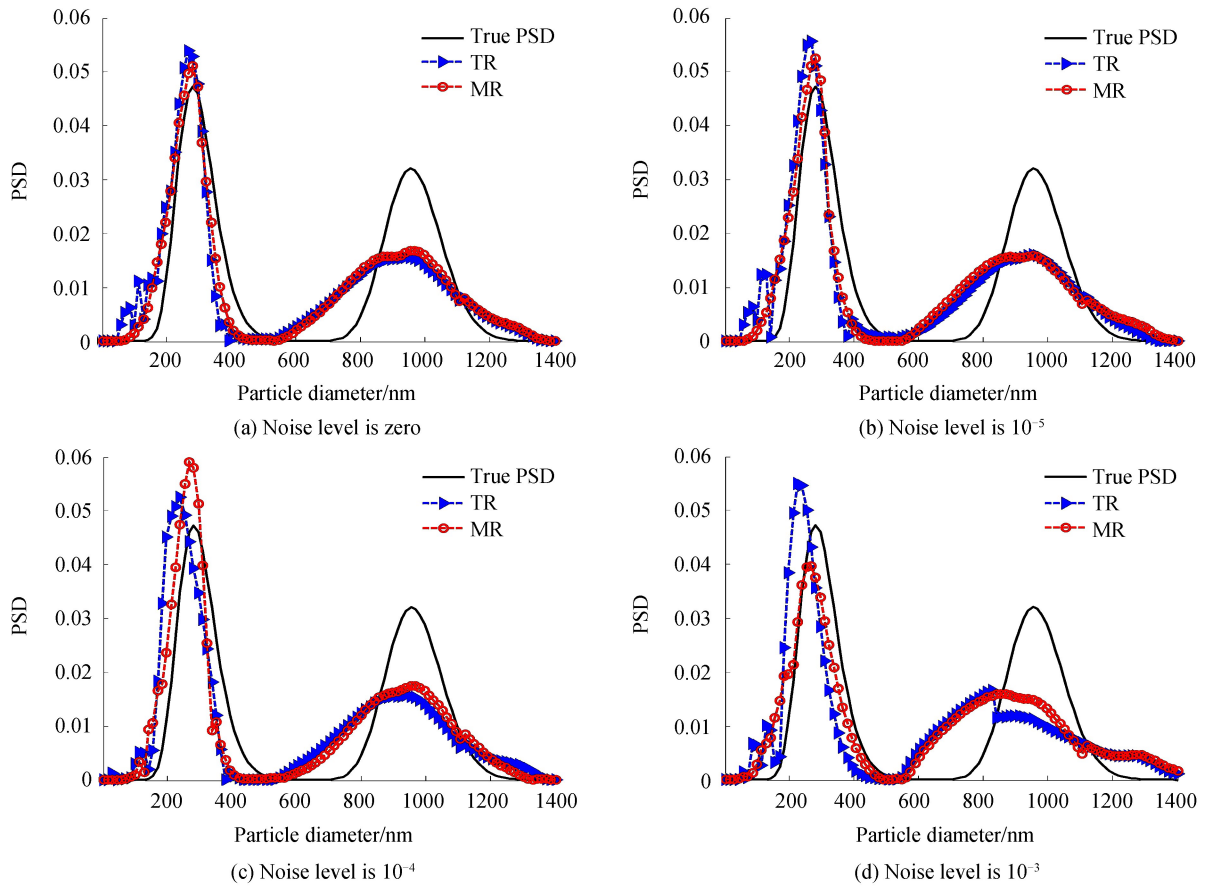 0.06
0.05
0.04
0.03
0.02
0.01
0
PSD
True PSD
TR
MR
200 400 600 800 1000 1200 1400
Particle diameter/nm
(a) Noise level is zero
0.06
0.05
0.04
0.03
0.02
0.01
0
PSD
True PSD
TR
MR
200 400 600 800 1000 1200 1400
Particle diameter/nm
(b) Noise level is 10⁻⁵
0.06
0.05
0.04
0.03
0.02
0.01
0
PSD
True PSD
TR
MR
200 400 600 800 1000 1200 1400
Particle diameter/nm
(c) Noise level is 10⁻⁴
0.06
0.05
0.04
0.03
0.02
0.01
0
PSD
True PSD
TR
MR
200 400 600 800 1000 1200 1400
Particle diameter/nm
(d) Noise level is 10⁻³